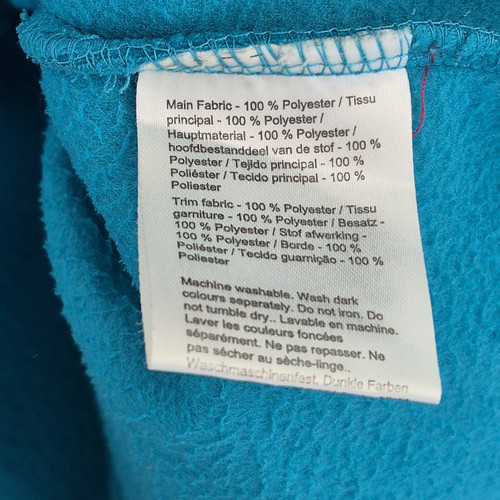 Main Fabric - 100 % Polyester / Tissu
principal - 100 % Polyester /
Hauptmaterial - 100 % Polyester /
hoofdbestanddeel van de stof - 100 %
Polyester / Tejido principal - 100 %
Poliéster / Tecido principal - 100 %
Poliester
Trim fabric - 100 % Polyester / Tissu
garniture - 100 % Polyester / Besatz -
100 % Polyester / Stof afwerking -
100 % Polyester / Borde - 100 %
Poliéster / Tecido guarnição - 100 %
Poliester
Machine washable. Wash dark
colours separately. Do not iron. Do
not tumble dry.. Lavable en machine.
Laver les couleurs foncées
séparément. Ne pas repasser. Ne
pas sécher au sèche-linge..
Waschmaschinenfest. Dunkle Farben